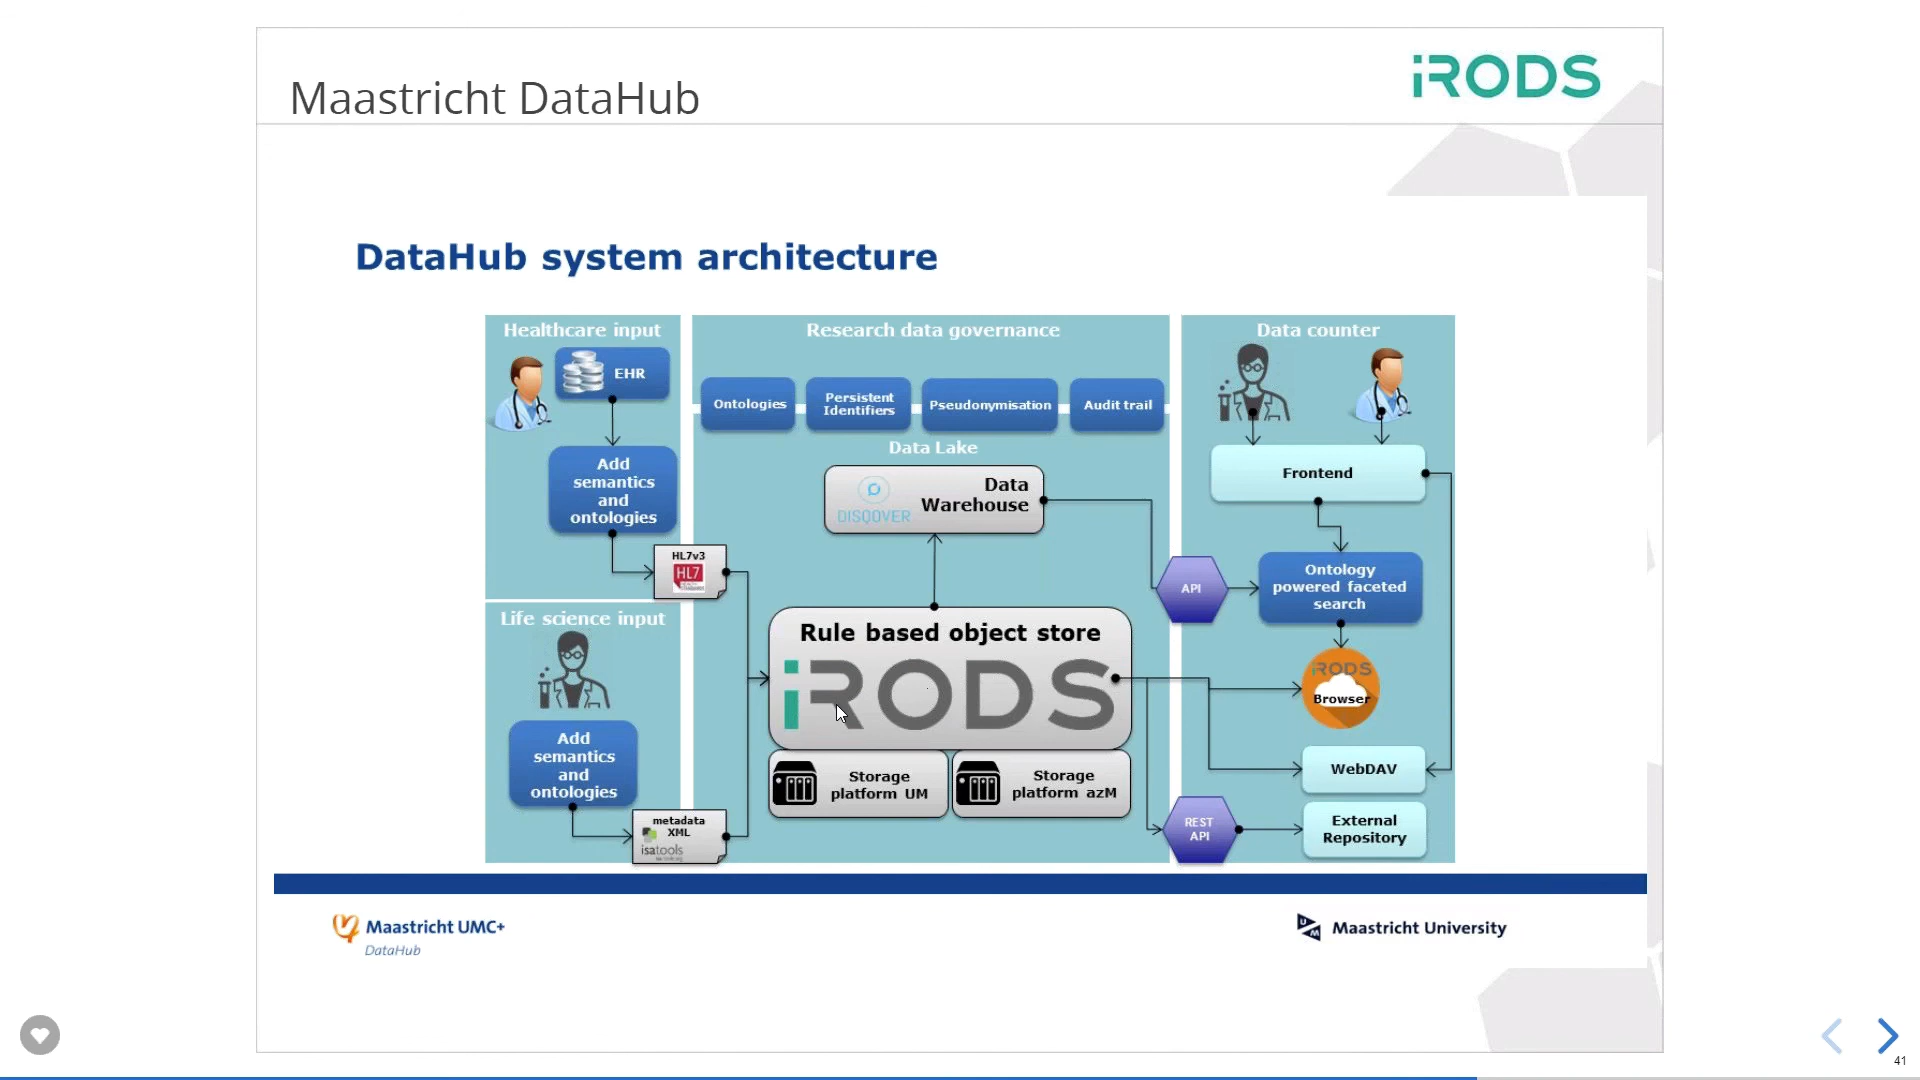 Maastricht DataHub
iRODS
DataHub system architecture
Healthcare input
EHR
Add
semantics
and
ontologies
HL7v3
HL7
Life science input
Add
semantics
and
ontologies
metadata
XML
isatools
Research data governance
Ontologies
Persistent
Identifiers
Pseudonymisation
Audit trail
Data Lake
DISQOVER
Data
Warehouse
Rule based object store
iRODS
Storage
platform UM
Storage
platform azM
API
REST
API
Data counter
Frontend
Ontology
powered faceted
search
iRODS
Browser
WebDAV
External
Repository
Maastricht UMC+
DataHub
UM
Maastricht University
41